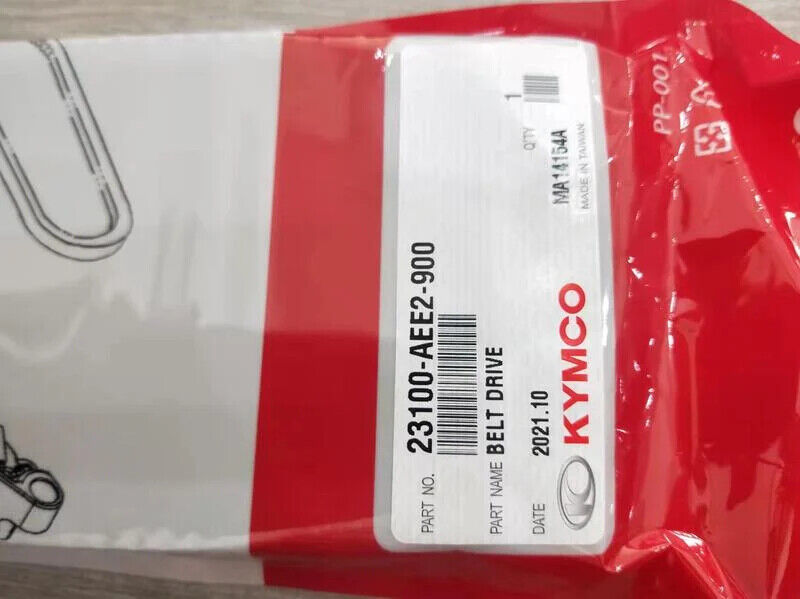 PART NO. 23100-AEE2-900
Q'TY 1
PART NAME BELT DRIVE
DATE 2021.10
MA14154A
KYMCO
MADE IN TAIWAN
PP-001